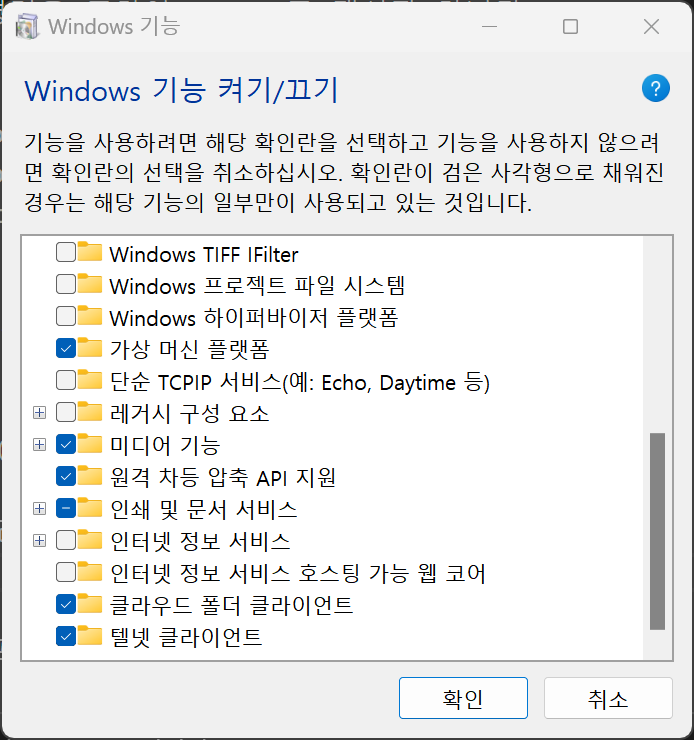 Windows 기능
Windows 기능 켜기/끄기
?
기능을 사용하려면 해당 확인란을 선택하고 기능을 사용하지 않으려
면 확인란의 선택을 취소하십시오. 확인란이 검은 사각형으로 채워진
경우는 해당 기능의 일부만이 사용되고 있는 것입니다.
Windows TIFF IFilter
Windows 프로젝트 파일 시스템
Windows 하이퍼바이저 플랫폼
가상 머신 플랫폼
단순 TCPIP 서비스(예: Echo, Daytime 등)
레거시 구성 요소
미디어 기능
원격 차등 압축 API 지원
인쇄 및 문서 서비스
인터넷 정보 서비스
인터넷 정보 서비스 호스팅 가능 웹 코어
클라우드 폴더 클라이언트
텔넷 클라이언트
확인
취소